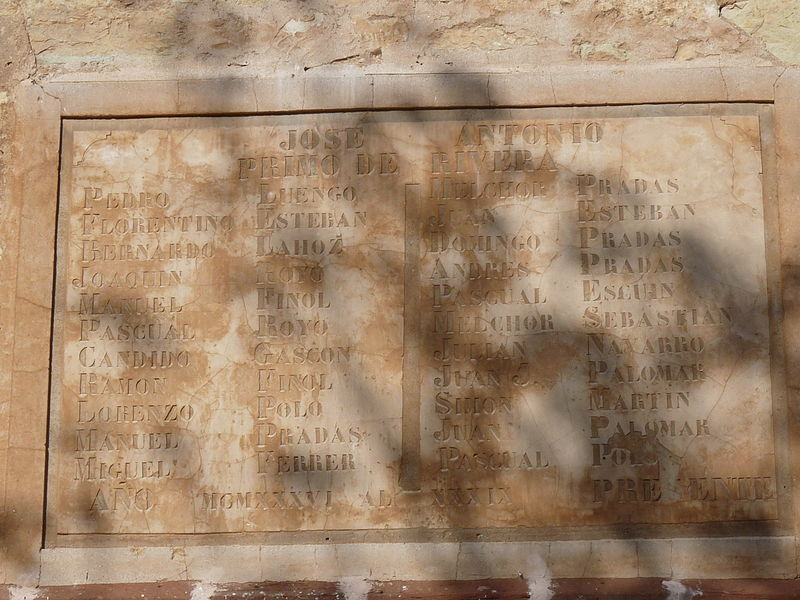 JOSE ANTONIO
PRIMO DE RIVERA
PEDRO LUENGO
FLORENTINO ESTEBAN
BERNARDO LAHOZ
JOAQUIN ROYO
MANUEL FINOL
PASCUAL ROYO
CANDIDO GASCON
RAMON FINOL
LORENZO POLO
MANUEL PRADAS
MIGUEL FERRER
MELCHOR PRADAS
JUAN ESTEBAN
DOMINGO PRADAS
ANDRES PRADAS
PASCUAL ESCUIN
MELCHOR SEBASTIAN
JULIAN NAVARRO
JUAN J. PALOMAR
SIMON MARTIN
JUAN PALOMAR
PASCUAL
AÑO MCMXXXVI AL XXXIX PRESENTE